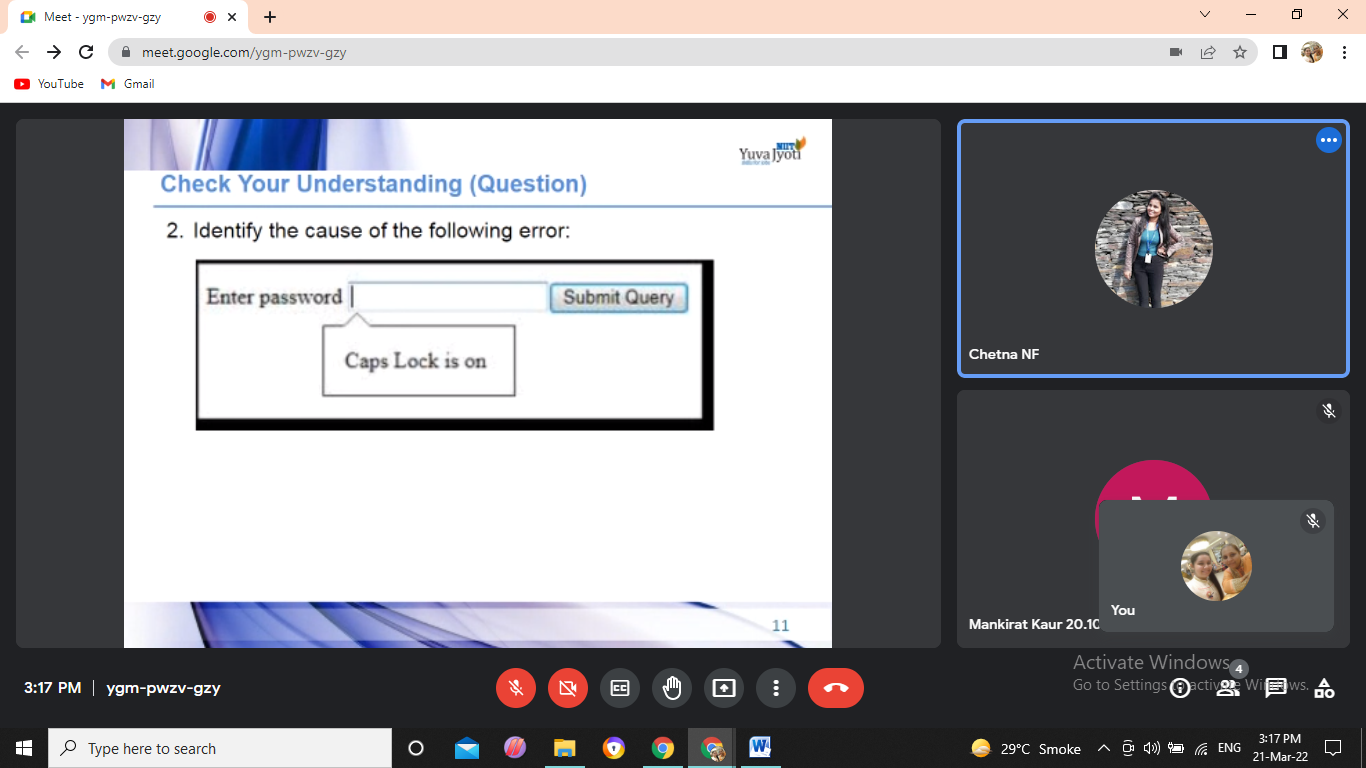 Meet - ygm-pwzv-gzy
meet.google.com/ygm-pwzv-gzy
YouTube
Gmail
NIIT
Yuva Jyoti
Check Your Understanding (Question)
2. Identify the cause of the following error:
Enter password
Submit Query
Caps Lock is on
11
Chetna NF
Mankirat Kaur 20.10
You
Activate Windows
Go to Settings to activate Windows.
3:17 PM | ygm-pwzv-gzy
4
Type here to search
29°C Smoke
ENG
3:17 PM
21-Mar-22